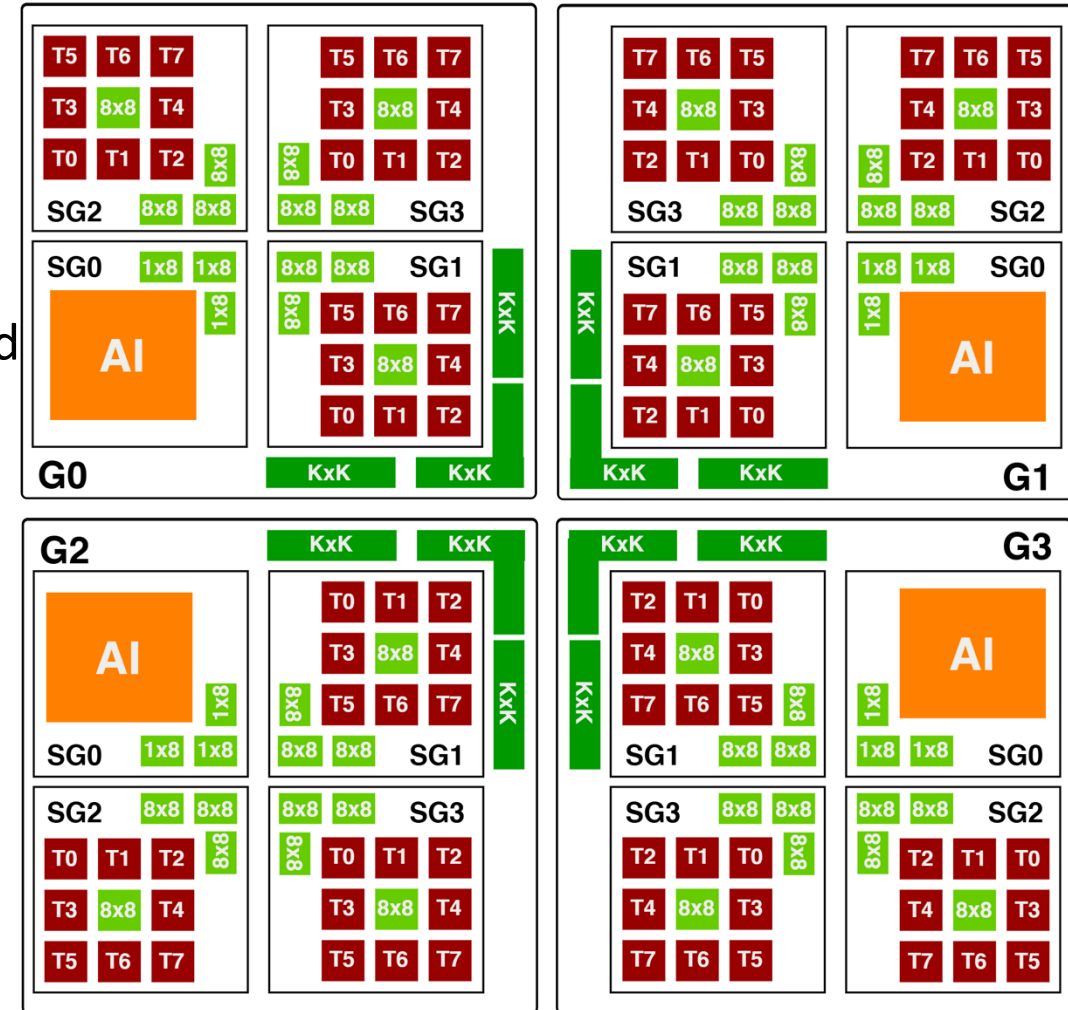 T5 T6 T7 T5 T6 T7 T7 T6 T5 T7 T6 T5
T3 8x8 T4 T3 8x8 T4 T4 8x8 T3 T4 8x8 T3
T0 T1 T2 8x8 8x8 T0 T1 T2 T2 T1 T0 8x8 8x8 T2 T1 T0
SG2 8x8 8x8 8x8 8x8 SG3 SG3 8x8 8x8 8x8 8x8 SG2
SG0 1x8 1x8 8x8 8x8 SG1 SG1 8x8 8x8 1x8 1x8 SG0
1x8 8x8 T5 T6 T7 KxK KxK T7 T6 T5 8x8 1x8
d AI T3 8x8 T4 T4 8x8 T3 AI
T0 T1 T2 T2 T1 T0
G0 KxK KxK KxK KxK G1
G2 KxK KxK KxK KxK G3
T0 T1 T2 T2 T1 T0
AI T3 8x8 T4 T4 8x8 T3 AI
1x8 8x8 T5 T6 T7 KxK KxK T7 T6 T5 8x8 1x8
SG0 1x8 1x8 8x8 8x8 SG1 SG1 8x8 8x8 1x8 1x8 SG0
SG2 8x8 8x8 8x8 8x8 SG3 SG3 8x8 8x8 8x8 8x8 SG2
T0 T1 T2 8x8 8x8 T0 T1 T2 T2 T1 T0 8x8 8x8 T2 T1 T0
T3 8x8 T4 T3 8x8 T4 T4 8x8 T3 T4 8x8 T3
T5 T6 T7 T5 T6 T7 T7 T6 T5 T7 T6 T5